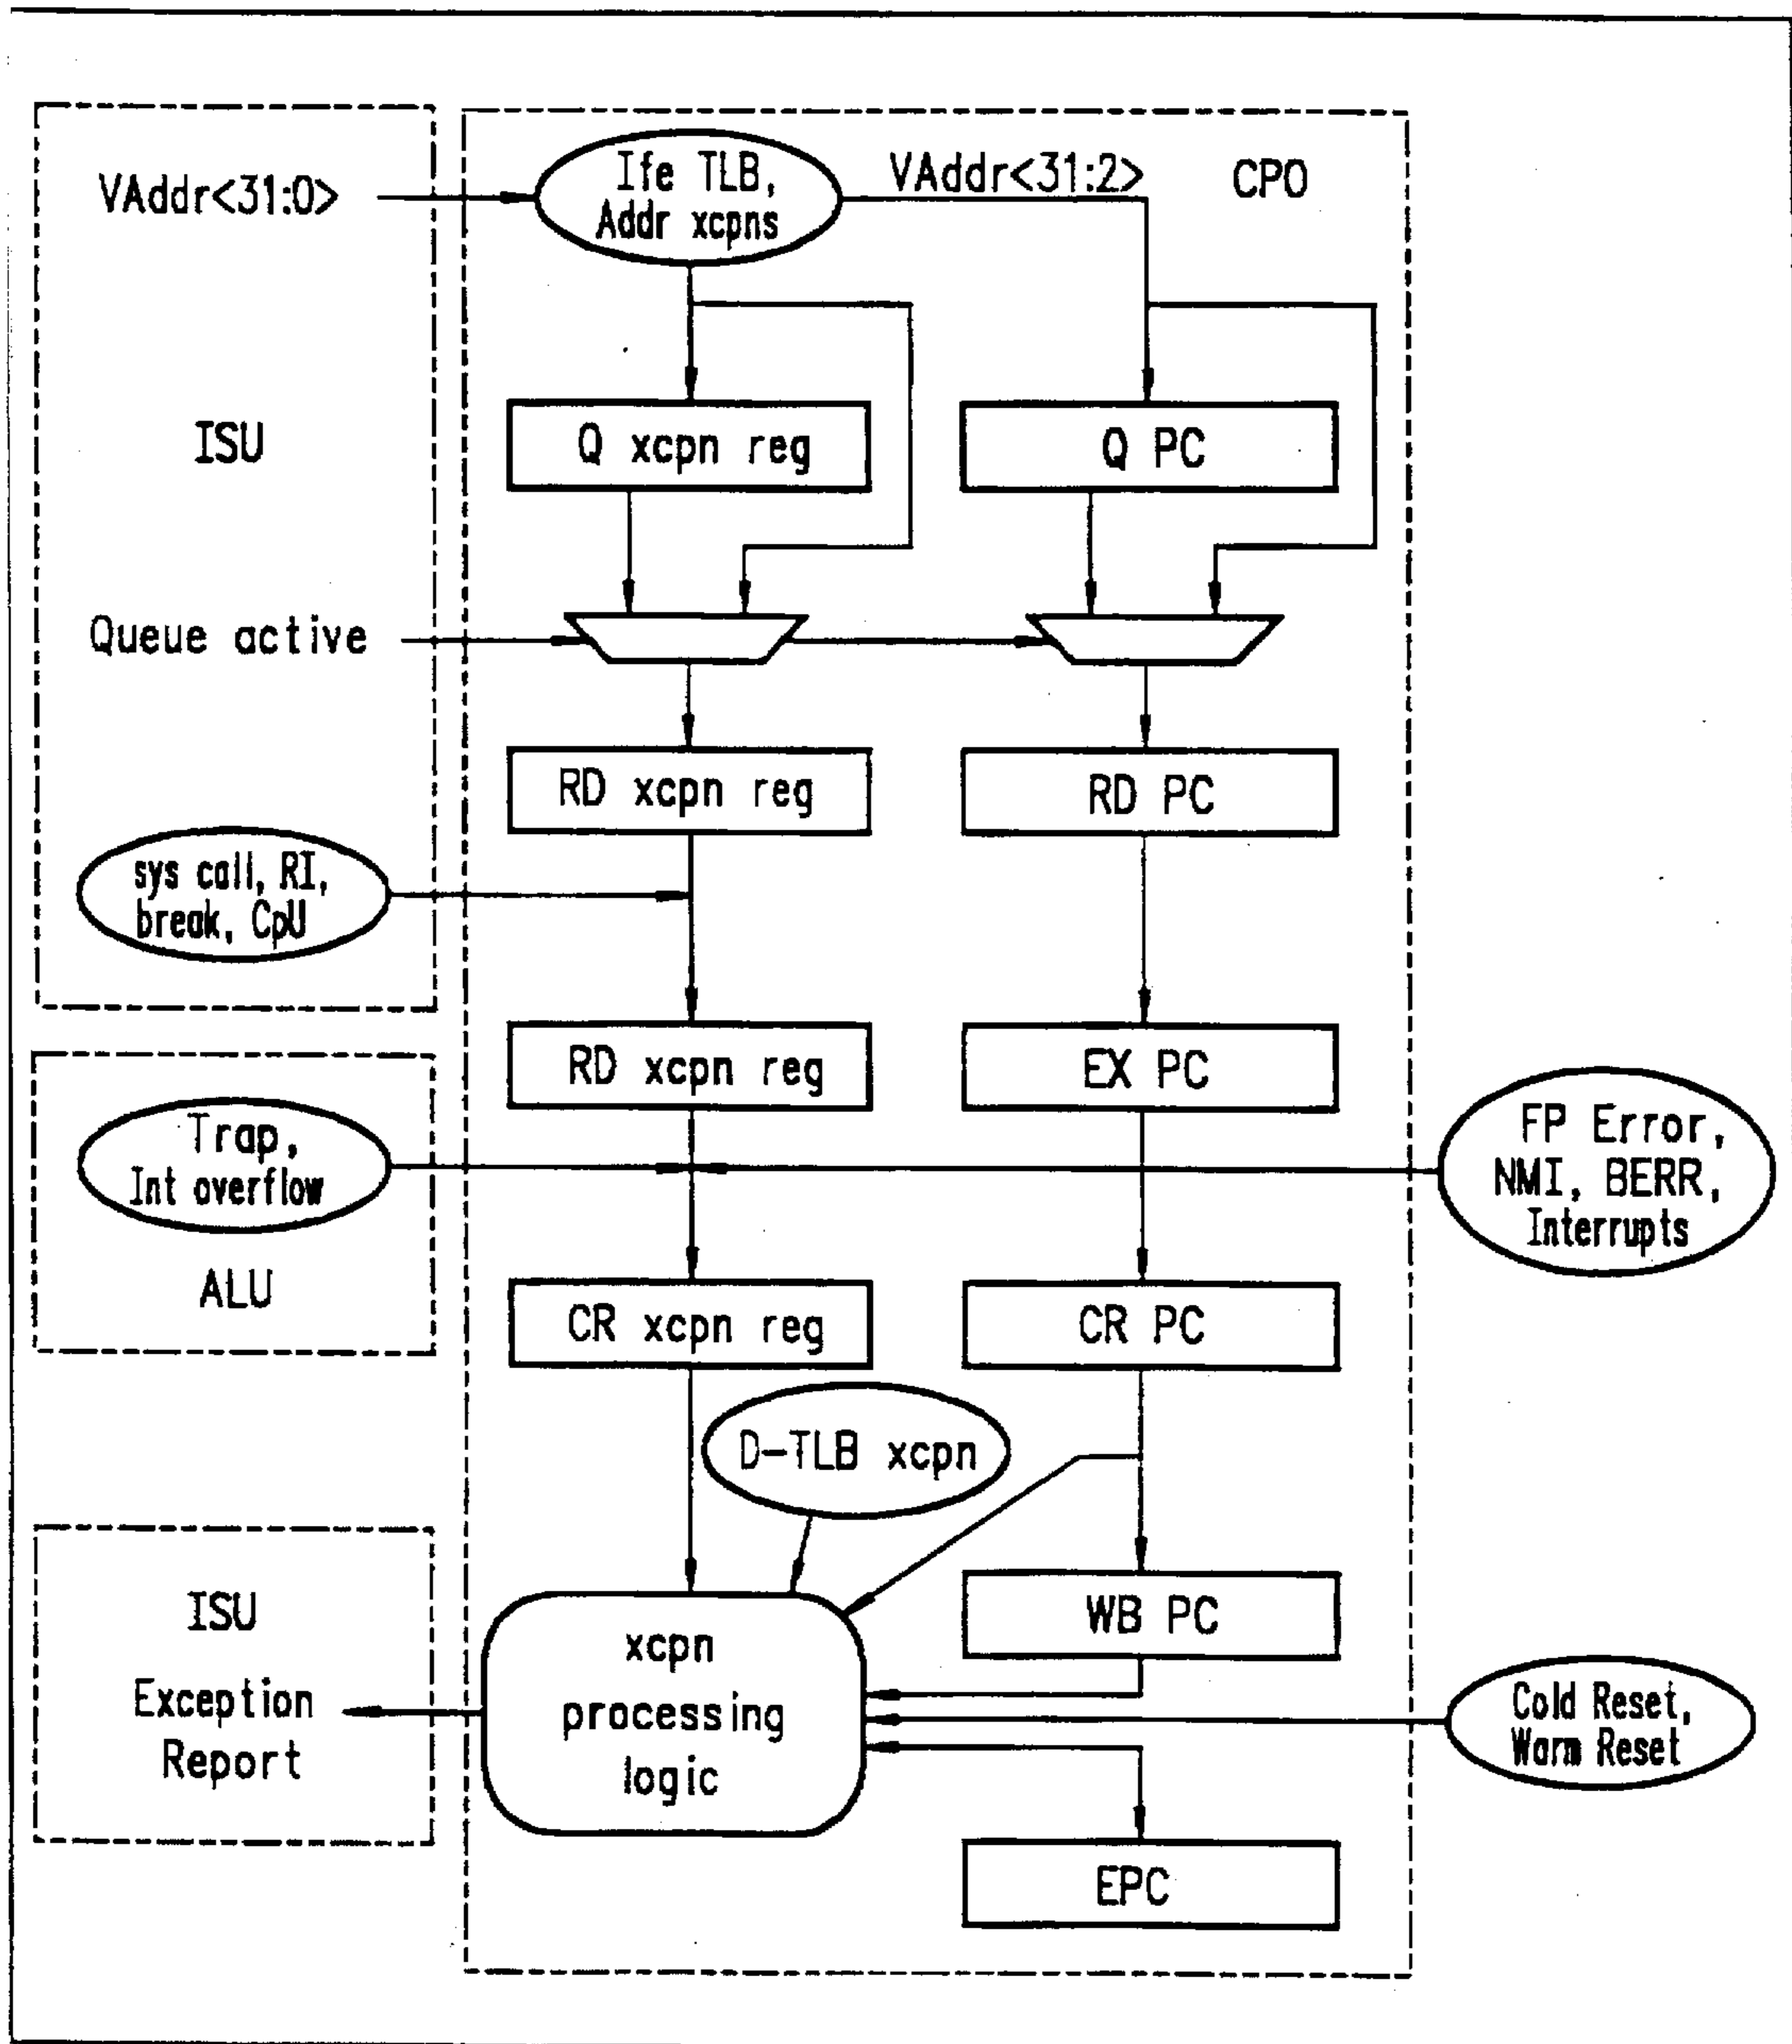 VAddr<31:0>
Ife TLB,
Addr xcpns
VAddr<31:2>
CPO
ISU
Q xcpn reg
Q PC
Queue active
RD xcpn reg
RD PC
sys call, RI,
break, CpU
RD xcpn reg
EX PC
Trap,
Int overflow
FP Error,
NMI, BERR,
Interrupts
ALU
CR xcpn reg
CR PC
D-TLB xcpn
ISU
Exception
Report
xcpn
processing
logic
WB PC
Cold Reset,
Warm Reset
EPC